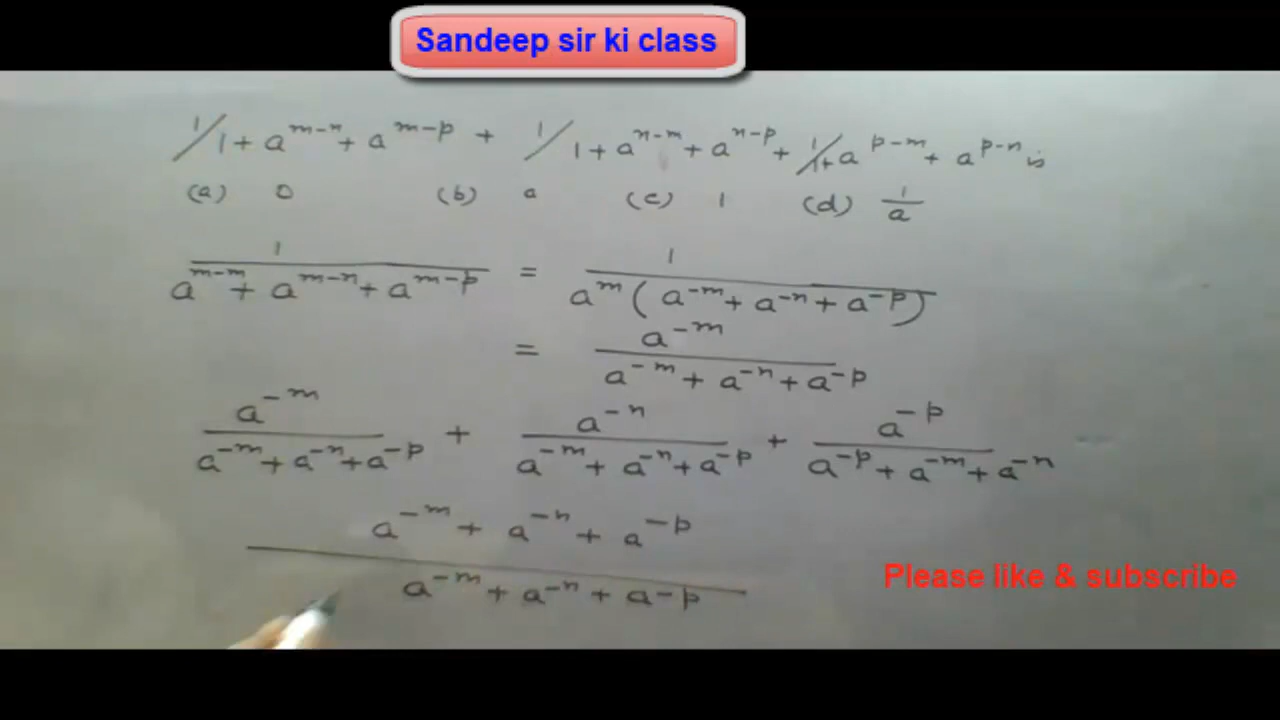 Sandeep sir ki class
1/1 + a^{m-n} + a^{m-p} + 1/1 + a^{n-m} + a^{n-p} + 1/1+ a^{p-m} + a^{p-n} is
(a) 0 (b) a (c) 1 (d) 1/a
1/(a^{m-m} + a^{m-n} + a^{m-p}) = 1/(a^m (a^{-m} + a^{-n} + a^{-p}))
= a^{-m}/(a^{-m} + a^{-n} + a^{-p})
a^{-m}/(a^{-m} + a^{-n} + a^{-p}) + a^{-n}/(a^{-m} + a^{-n} + a^{-p}) + a^{-p}/(a^{-p} + a^{-m} + a^{-n})
a^{-m} + a^{-n} + a^{-p}
a^{-m} + a^{-n} + a^{-p}
Please like & subscribe